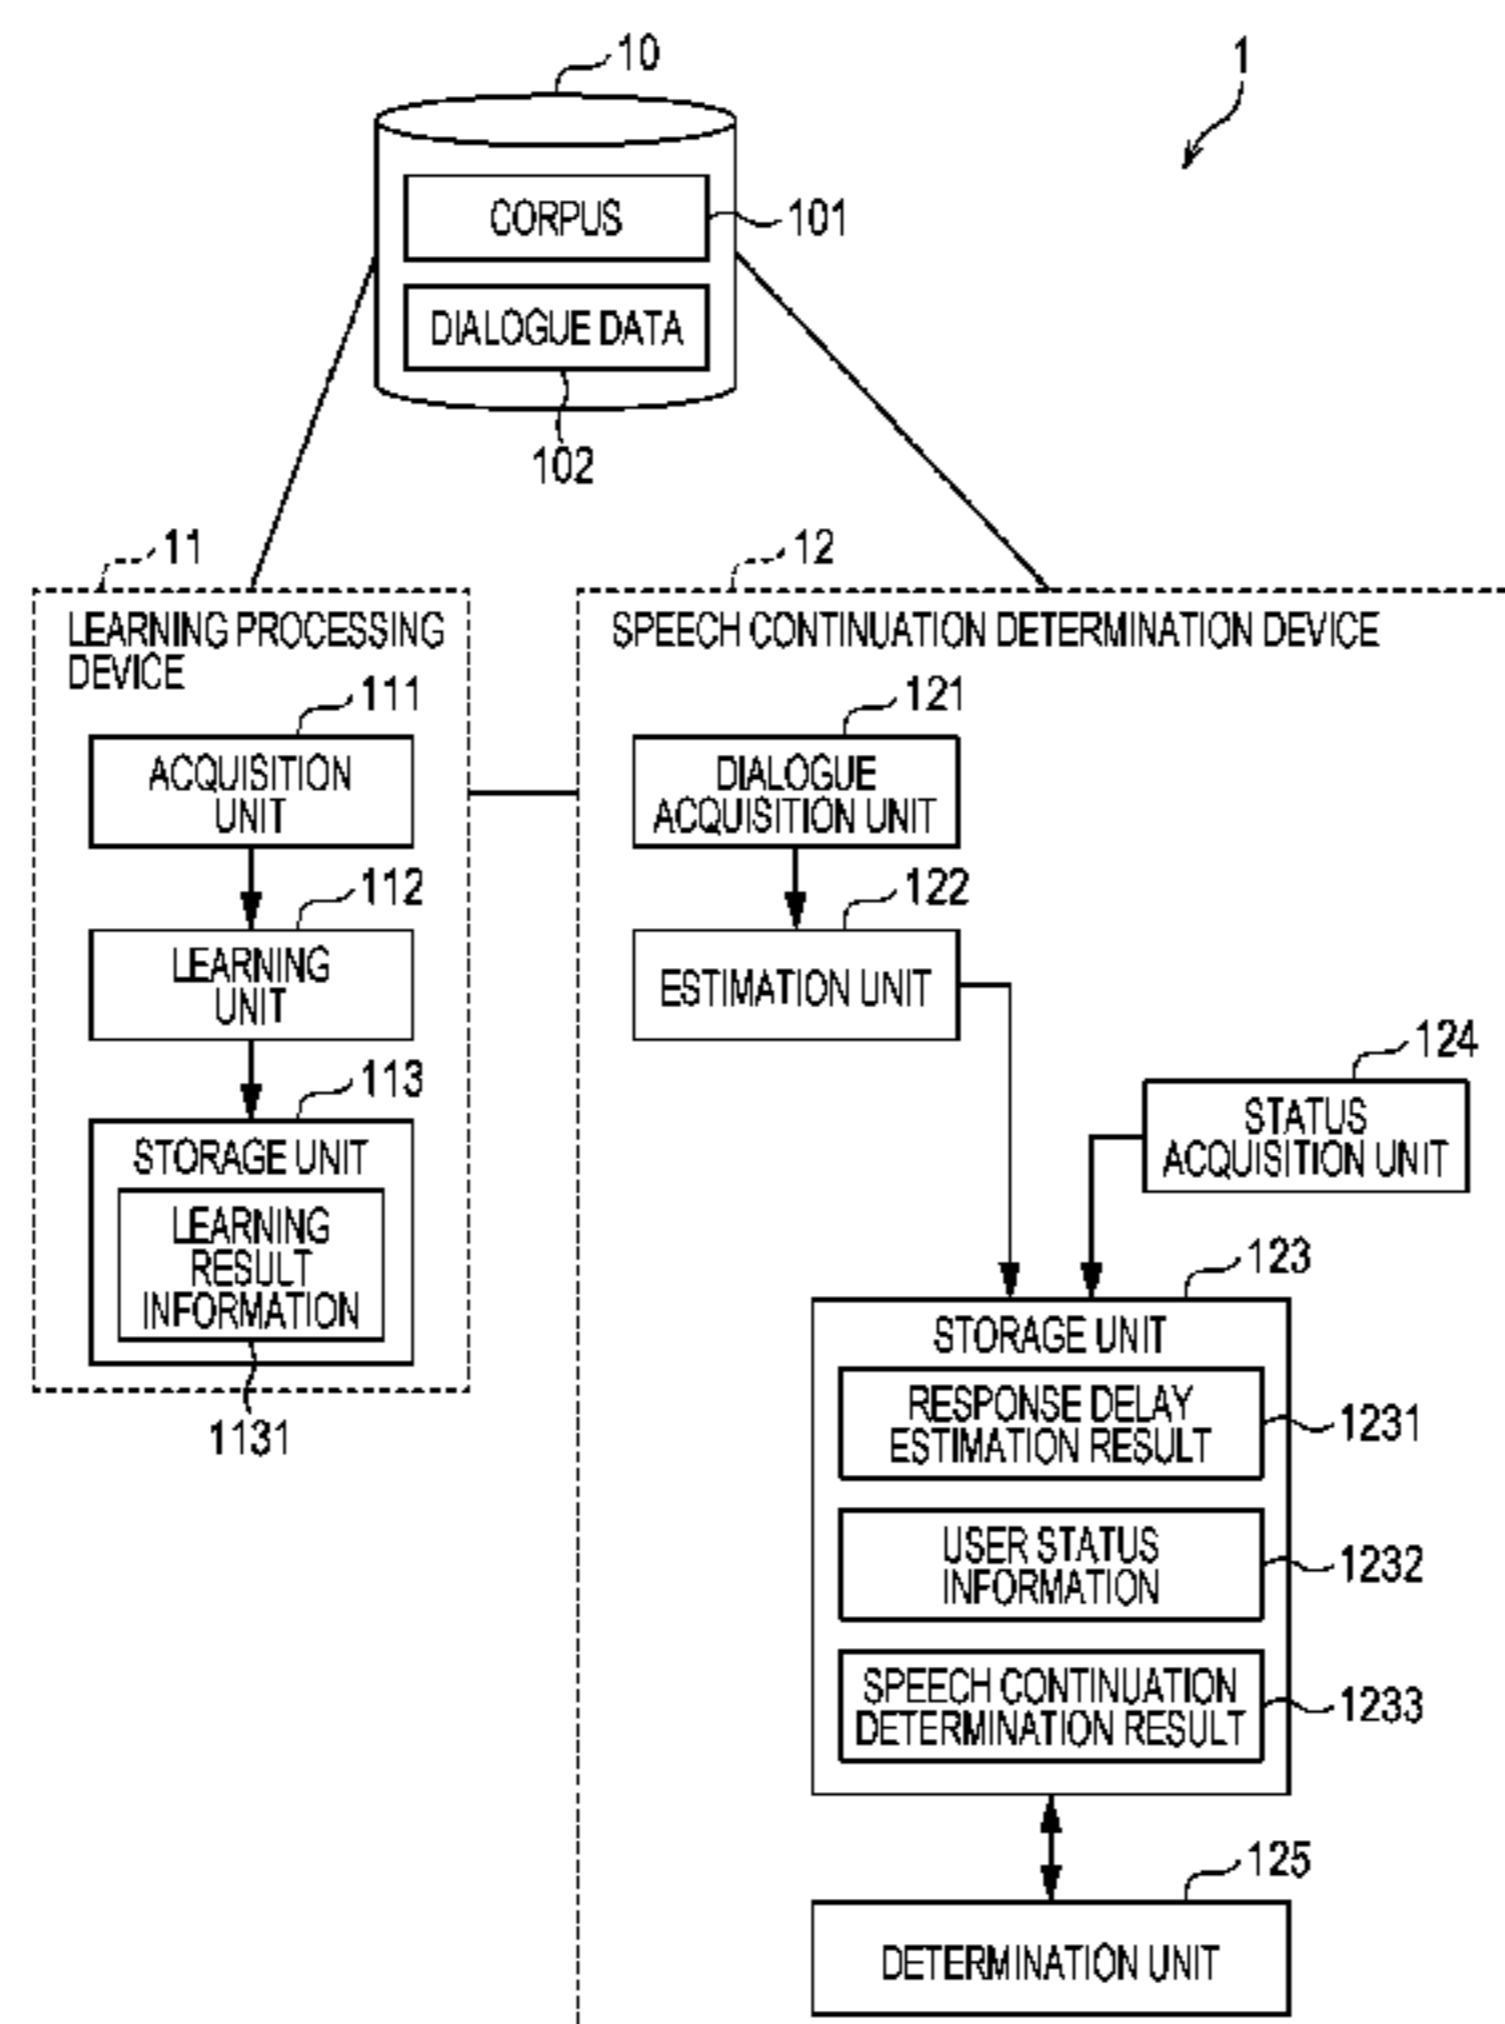 10
1
CORPUS
101
DIALOGUE DATA
102
11
12
LEARNING PROCESSING
DEVICE
SPEECH CONTINUATION DETERMINATION DEVICE
111
ACQUISITION
UNIT
121
DIALOGUE
ACQUISITION UNIT
112
LEARNING
UNIT
122
ESTIMATION UNIT
113
STORAGE UNIT
LEARNING
RESULT
INFORMATION
1131
124
STATUS
ACQUISITION UNIT
123
STORAGE UNIT
RESPONSE DELAY
ESTIMATION RESULT
1231
USER STATUS
INFORMATION
1232
SPEECH CONTINUATION
DETERMINATION RESULT
1233
125
DETERMINATION UNIT